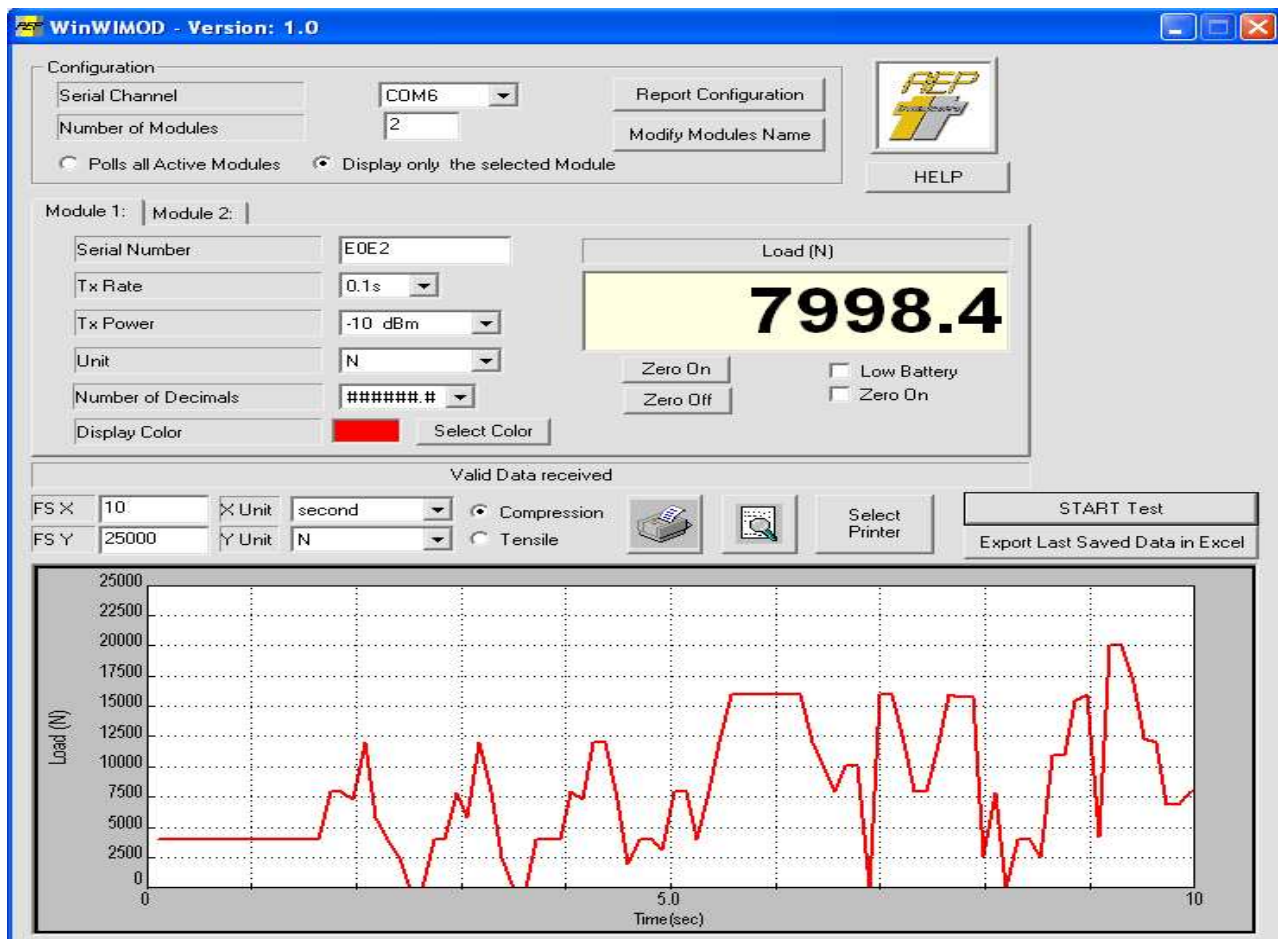 AEP WinWIMOD - Version: 1.0
Configuration
Serial Channel COM6 Report Configuration
Number of Modules 2 Modify Modules Name
Polls all Active Modules Display only the selected Module
AEP
HELP
Module 1: Module 2:
Serial Number E0E2 Load (N)
Tx Rate 0.1s
7998.4
Tx Power -10 dBm
Unit N Zero On Low Battery
Number of Decimals ######.# Zero Off Zero On
Display Color Select Color
Valid Data received
FS X 10 X Unit second Compression Select Printer START Test
FS Y 25000 Y Unit N Tensile Export Last Saved Data in Excel
Load (N)
25000
22500
20000
17500
15000
12500
10000
7500
5000
2500
0
0 5.0 10
Time(sec)